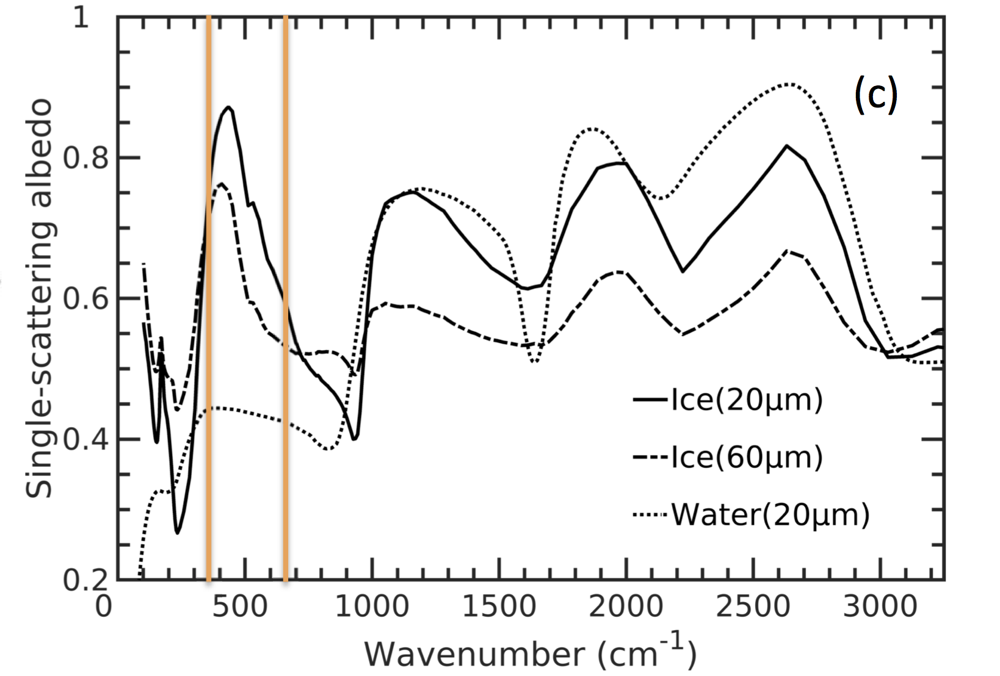 1
0.8
0.6
0.4
0.2
Single-scattering albedo
(c)
Ice(20μm)
Ice(60μm)
Water(20μm)
0 500 1000 1500 2000 2500 3000
Wavenumber (cm-1)